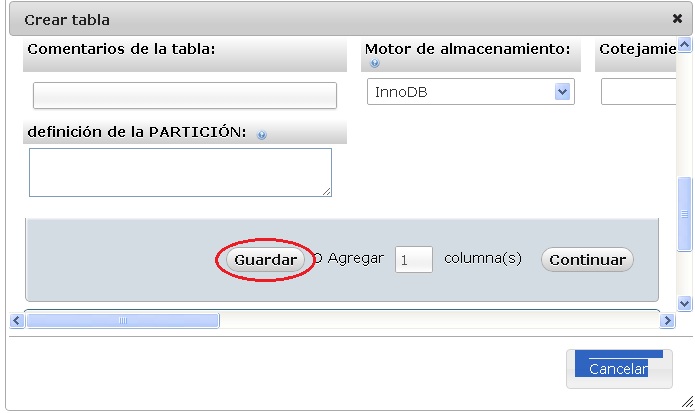 Crear tabla
Comentarios de la tabla: Motor de almacenamiento:
InnoDB
definición de la PARTICIÓN:
Guardar O Agregar 1 columna(s) Continuar
Cancelar